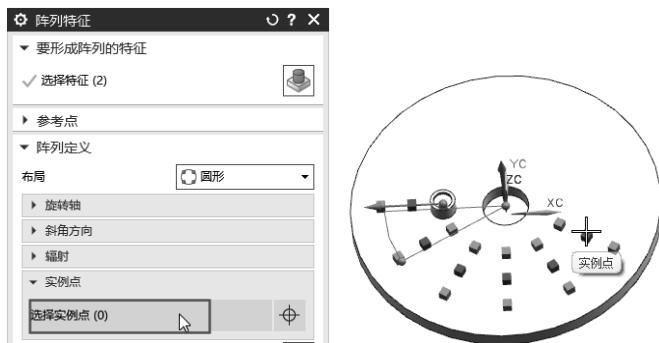 阵列特征
要形成阵列的特征
选择特征 (2)
参考点
阵列定义
布局
圆形
旋转轴
斜角方向
辐射
实例点
选择实例点 (0)
YC
ZC
XC
实例点